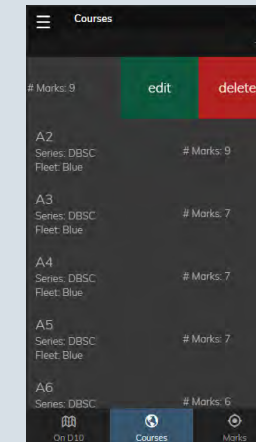 Courses
# Marks: 9 edit delete
A2
Series: DBSC # Marks: 9
Fleet: Blue
A3
Series: DBSC # Marks: 7
Fleet: Blue
A4
Series: DBSC # Marks: 7
Fleet: Blue
A5
Series: DBSC # Marks: 7
Fleet: Blue
A6
Series: DBSC # Marks: 6
On D10 Courses Marks